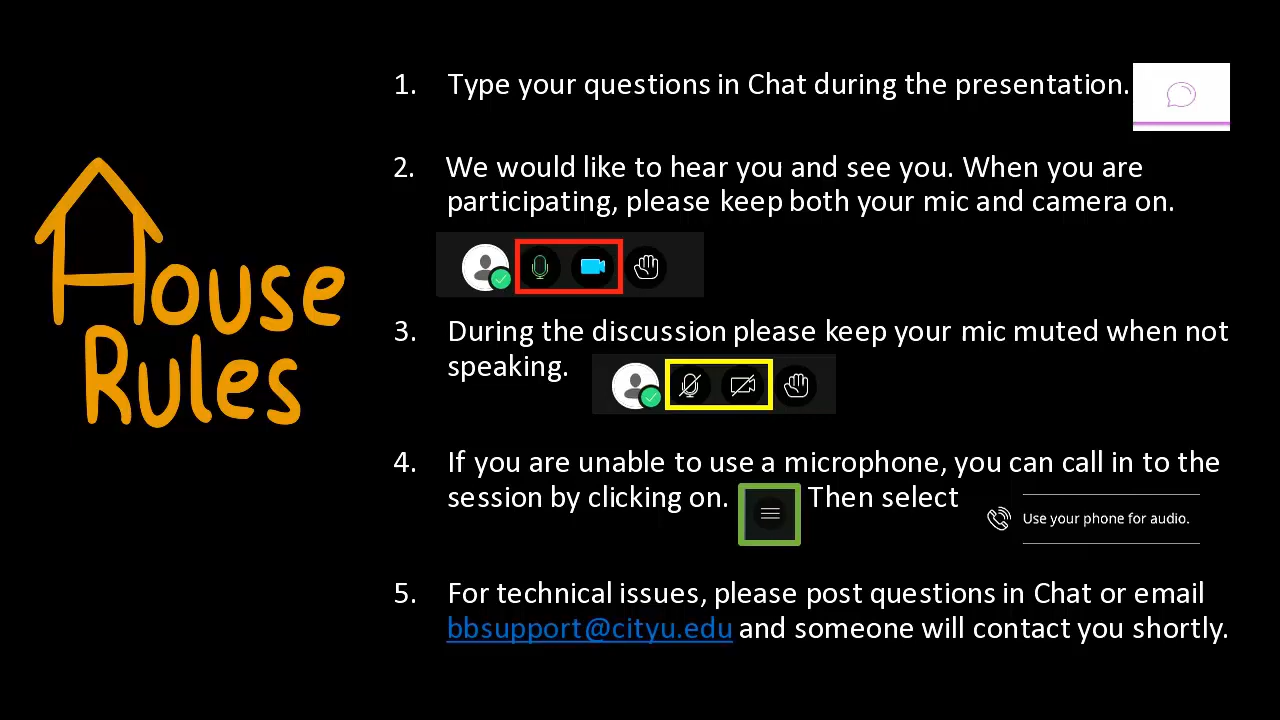 House
Rules
1. Type your questions in Chat during the presentation.
2. We would like to hear you and see you. When you are
participating, please keep both your mic and camera on.
3. During the discussion please keep your mic muted when not
speaking.
4. If you are unable to use a microphone, you can call in to the
session by clicking on. Then select
Use your phone for audio.
5. For technical issues, please post questions in Chat or email
bbsupport@cityu.edu and someone will contact you shortly.